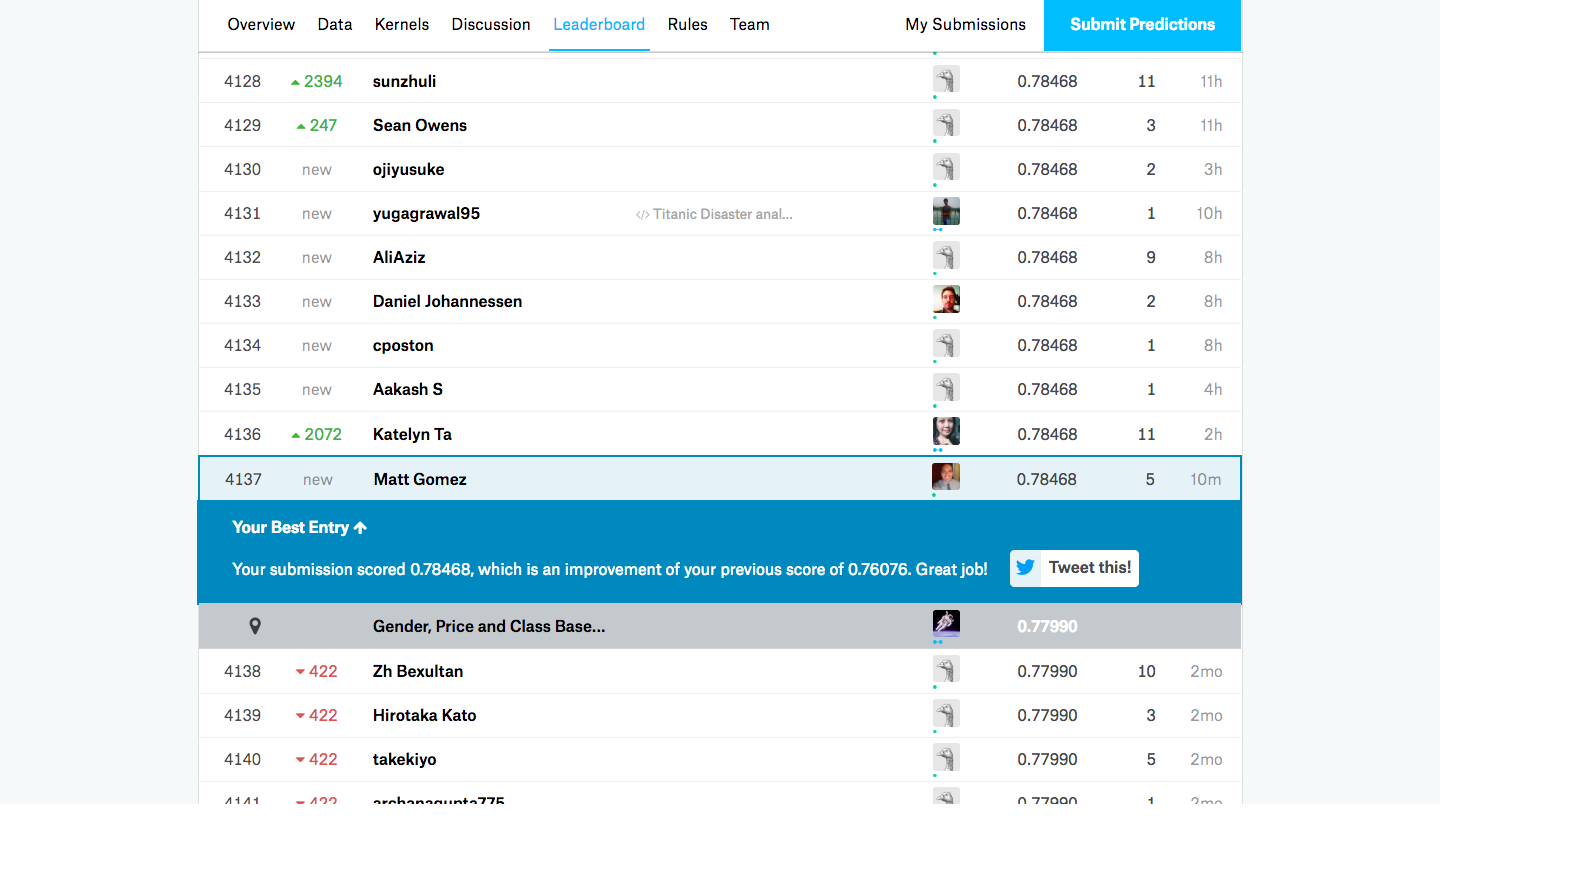 Overview Data Kernels Discussion Leaderboard Rules Team My Submissions Submit Predictions
4128 2394 sunzhuli 0.78468 11 11h
4129 247 Sean Owens 0.78468 3 11h
4130 new ojiyusuke 0.78468 2 3h
4131 new yugagrawal95 </> Titanic Disaster anal... 0.78468 1 10h
4132 new AliAziz 0.78468 9 8h
4133 new Daniel Johannessen 0.78468 2 8h
4134 new cposton 0.78468 1 8h
4135 new Aakash S 0.78468 1 4h
4136 2072 Katelyn Ta 0.78468 11 2h
4137 new Matt Gomez 0.78468 5 10m
Your Best Entry
Your submission scored 0.78468, which is an improvement of your previous score of 0.76076. Great job! Tweet this!
Gender, Price and Class Base... 0.77990
4138 422 Zh Bexultan 0.77990 10 2mo
4139 422 Hirotaka Kato 0.77990 3 2mo
4140 422 takekiyo 0.77990 5 2mo
4141 422 archanagupta775 0.77990 1 2mo